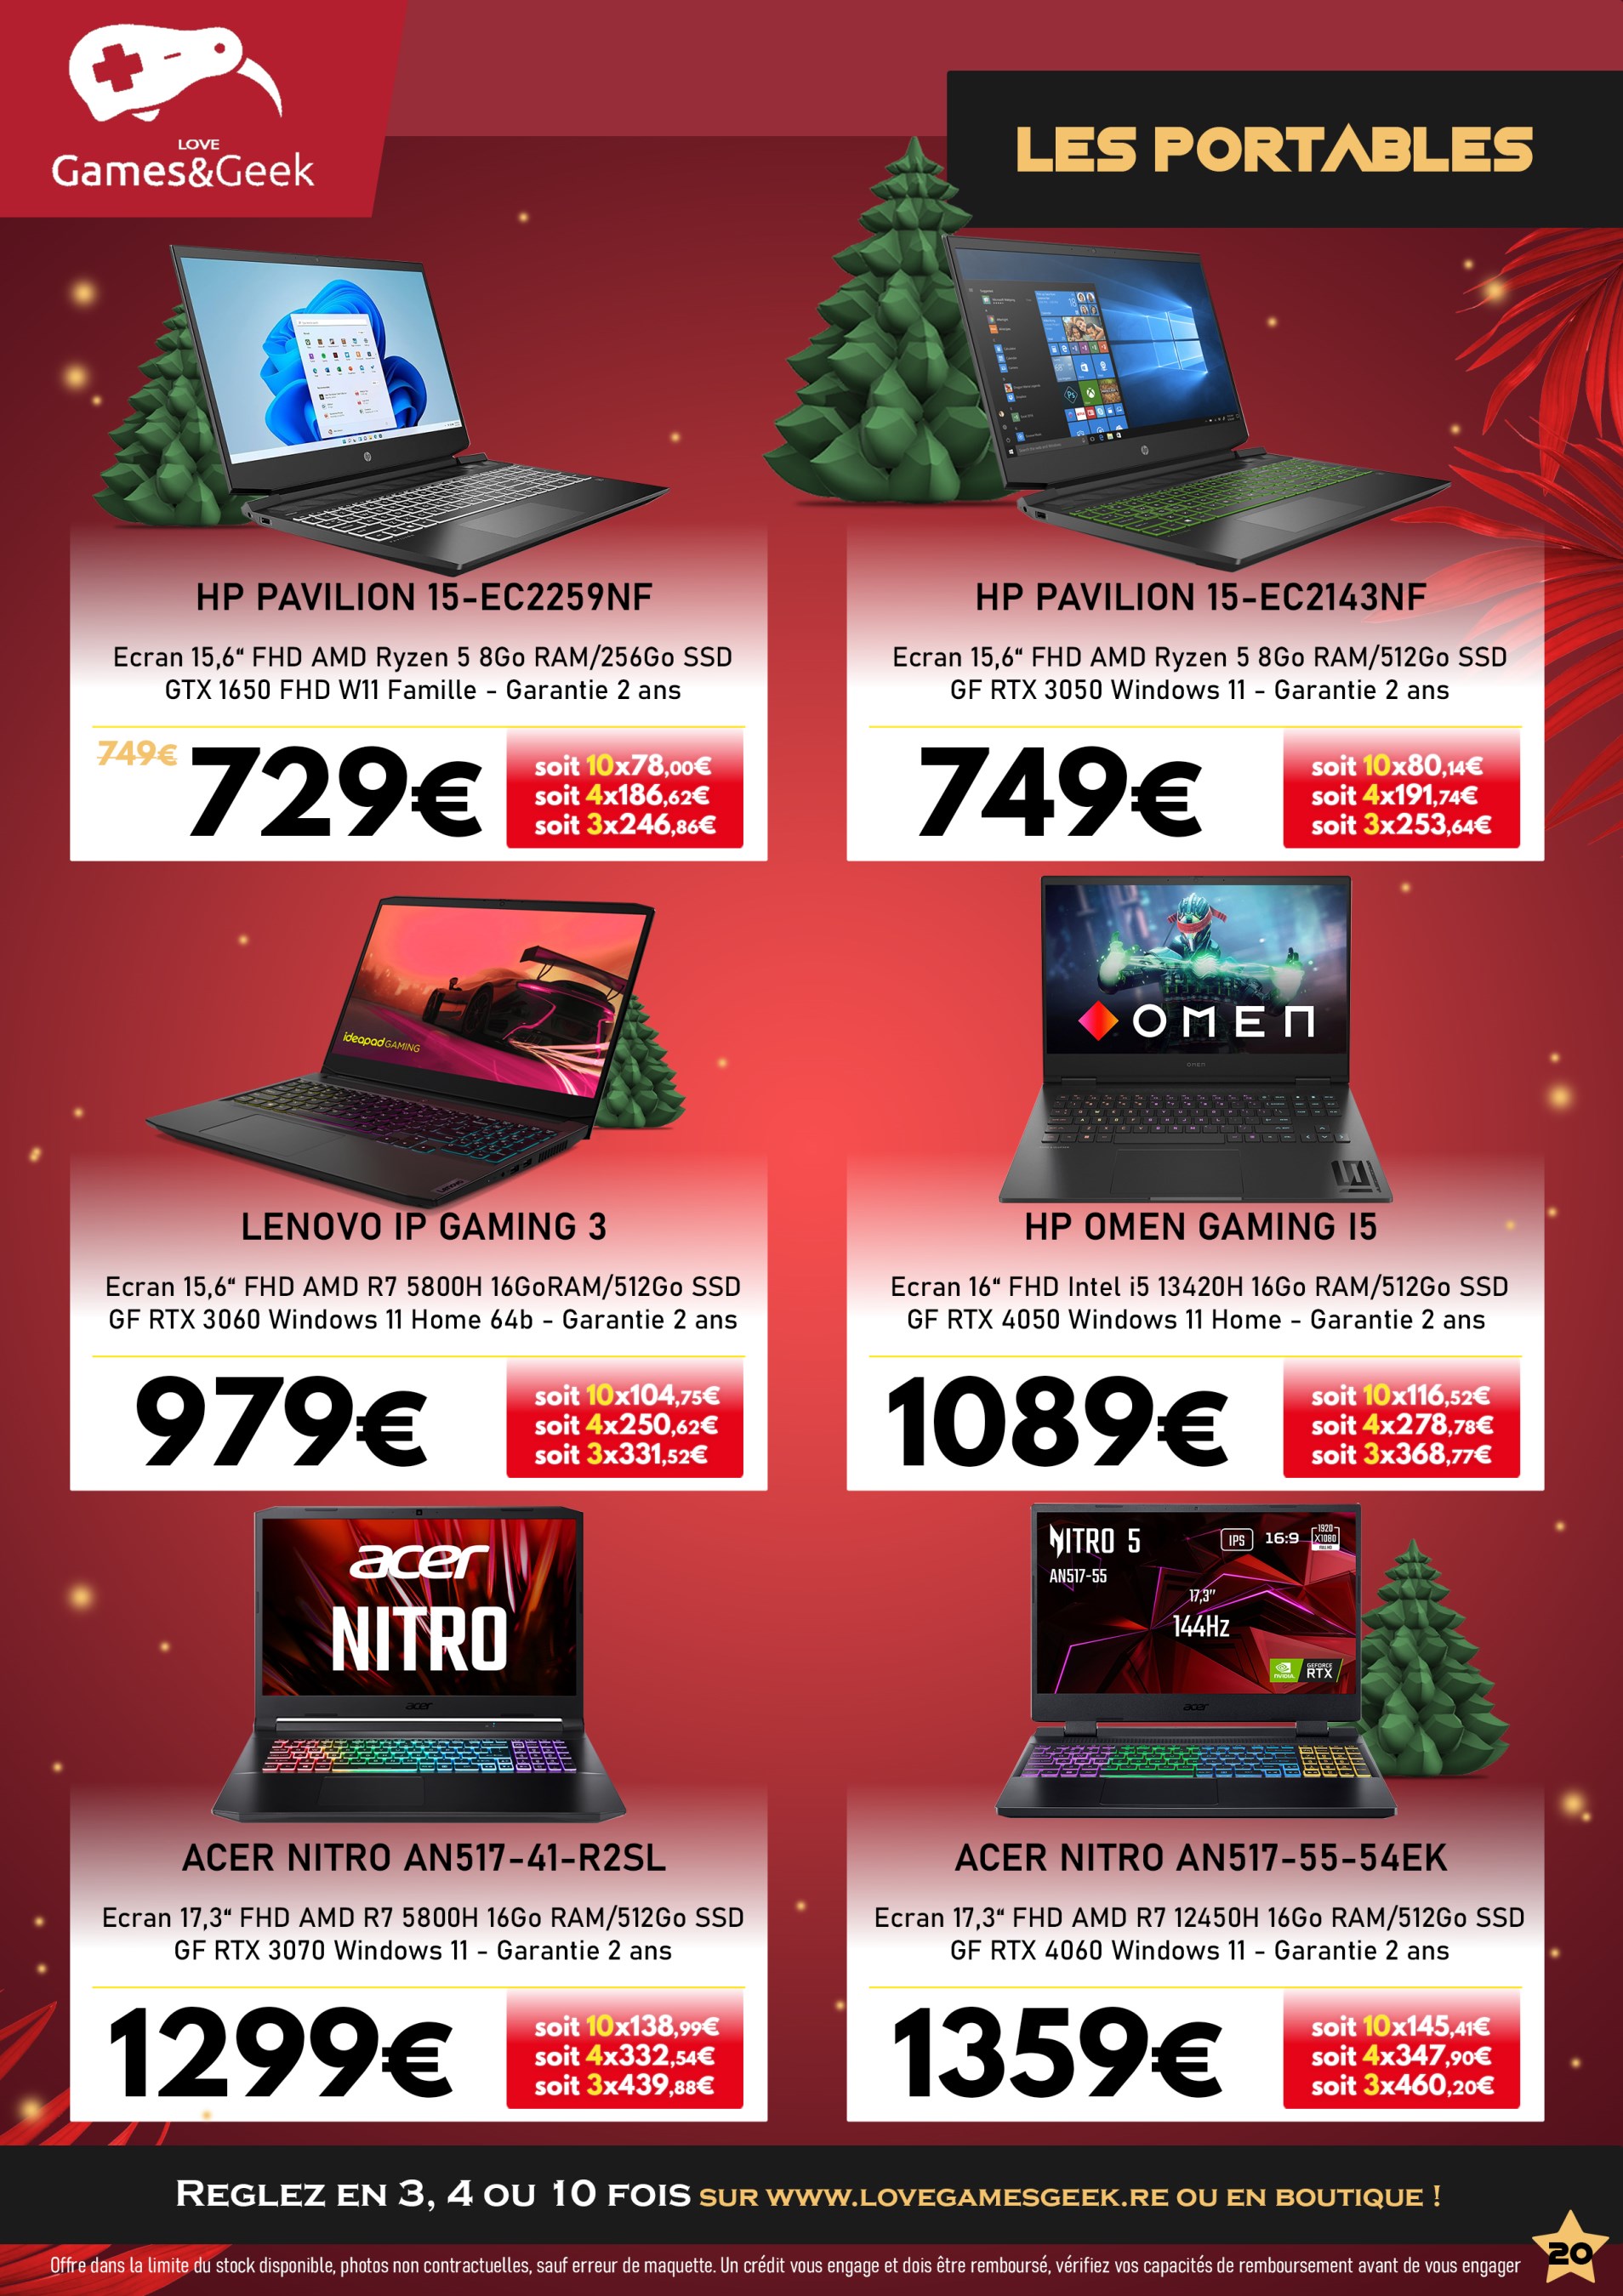 LOVE
Games&Geek
LES PORTABLES
HP PAVILION 15-EC2259NF
Ecran 15,6“ FHD AMD Ryzen 5 8Go RAM/256Go SSD
GTX 1650 FHD W11 Famille - Garantie 2 ans
749€
729€
soit 10x78,00€
soit 4x186,62€
soit 3x246,86€
HP PAVILION 15-EC2143NF
Ecran 15,6“ FHD AMD Ryzen 5 8Go RAM/512Go SSD
GF RTX 3050 Windows 11 - Garantie 2 ans
749€
soit 10x80,14€
soit 4x191,74€
soit 3x253,64€
ideapad GAMING
LENOVO IP GAMING 3
Ecran 15,6“ FHD AMD R7 5800H 16GoRAM/512Go SSD
GF RTX 3060 Windows 11 Home 64b - Garantie 2 ans
979€
soit 10x104,75€
soit 4x250,62€
soit 3x331,52€
OMEN
OMEN
HP OMEN GAMING I5
Ecran 16“ FHD Intel i5 13420H 16Go RAM/512Go SSD
GF RTX 4050 Windows 11 Home - Garantie 2 ans
1089€
soit 10x116,52€
soit 4x278,78€
soit 3x368,77€
acer
NITRO
acer
ACER NITRO AN517-41-R2SL
Ecran 17,3“ FHD AMD R7 5800H 16Go RAM/512Go SSD
GF RTX 3070 Windows 11 - Garantie 2 ans
1299€
soit 10x138,99€
soit 4x332,54€
soit 3x439,88€
NITRO 5
IPS
16:9
1920
X1080
AN517-55
17,3"
144Hz
NVIDIA
GEFORCE
RTX
acer
ACER NITRO AN517-55-54EK
Ecran 17,3“ FHD AMD R7 12450H 16Go RAM/512Go SSD
GF RTX 4060 Windows 11 - Garantie 2 ans
1359€
soit 10x145,41€
soit 4x347,90€
soit 3x460,20€
REGLEZ EN 3, 4 OU 10 FOIS SUR WWW.LOVEGAMESGEEK.RE OU EN BOUTIQUE !
Offre dans la limite du stock disponible, photos non contractuelles, sauf erreur de maquette. Un crédit vous engage et dois être remboursé, vérifiez vos capacités de remboursement avant de vous engager
20